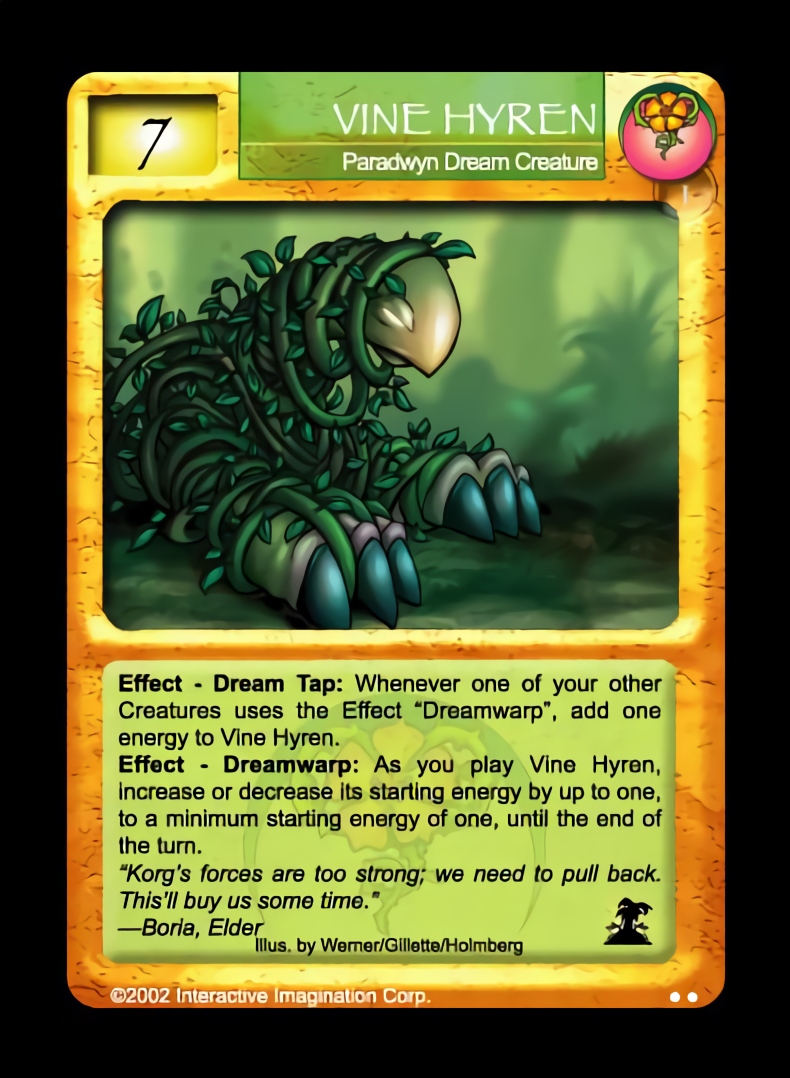 7
VINE HYREN
Paradwyn Dream Creature
1
Effect - Dream Tap: Whenever one of your other
Creatures uses the Effect “Dreamwarp”, add one
energy to Vine Hyren.
Effect - Dreamwarp: As you play Vine Hyren,
increase or decrease its starting energy by up to one,
to a minimum starting energy of one, until the end of
the turn.
“Korg's forces are too strong; we need to pull back.
This'll buy us some time.”
—Boria, Elder
Illus. by Werner/Gillette/Holmberg
©2002 Interactive Imagination Corp.